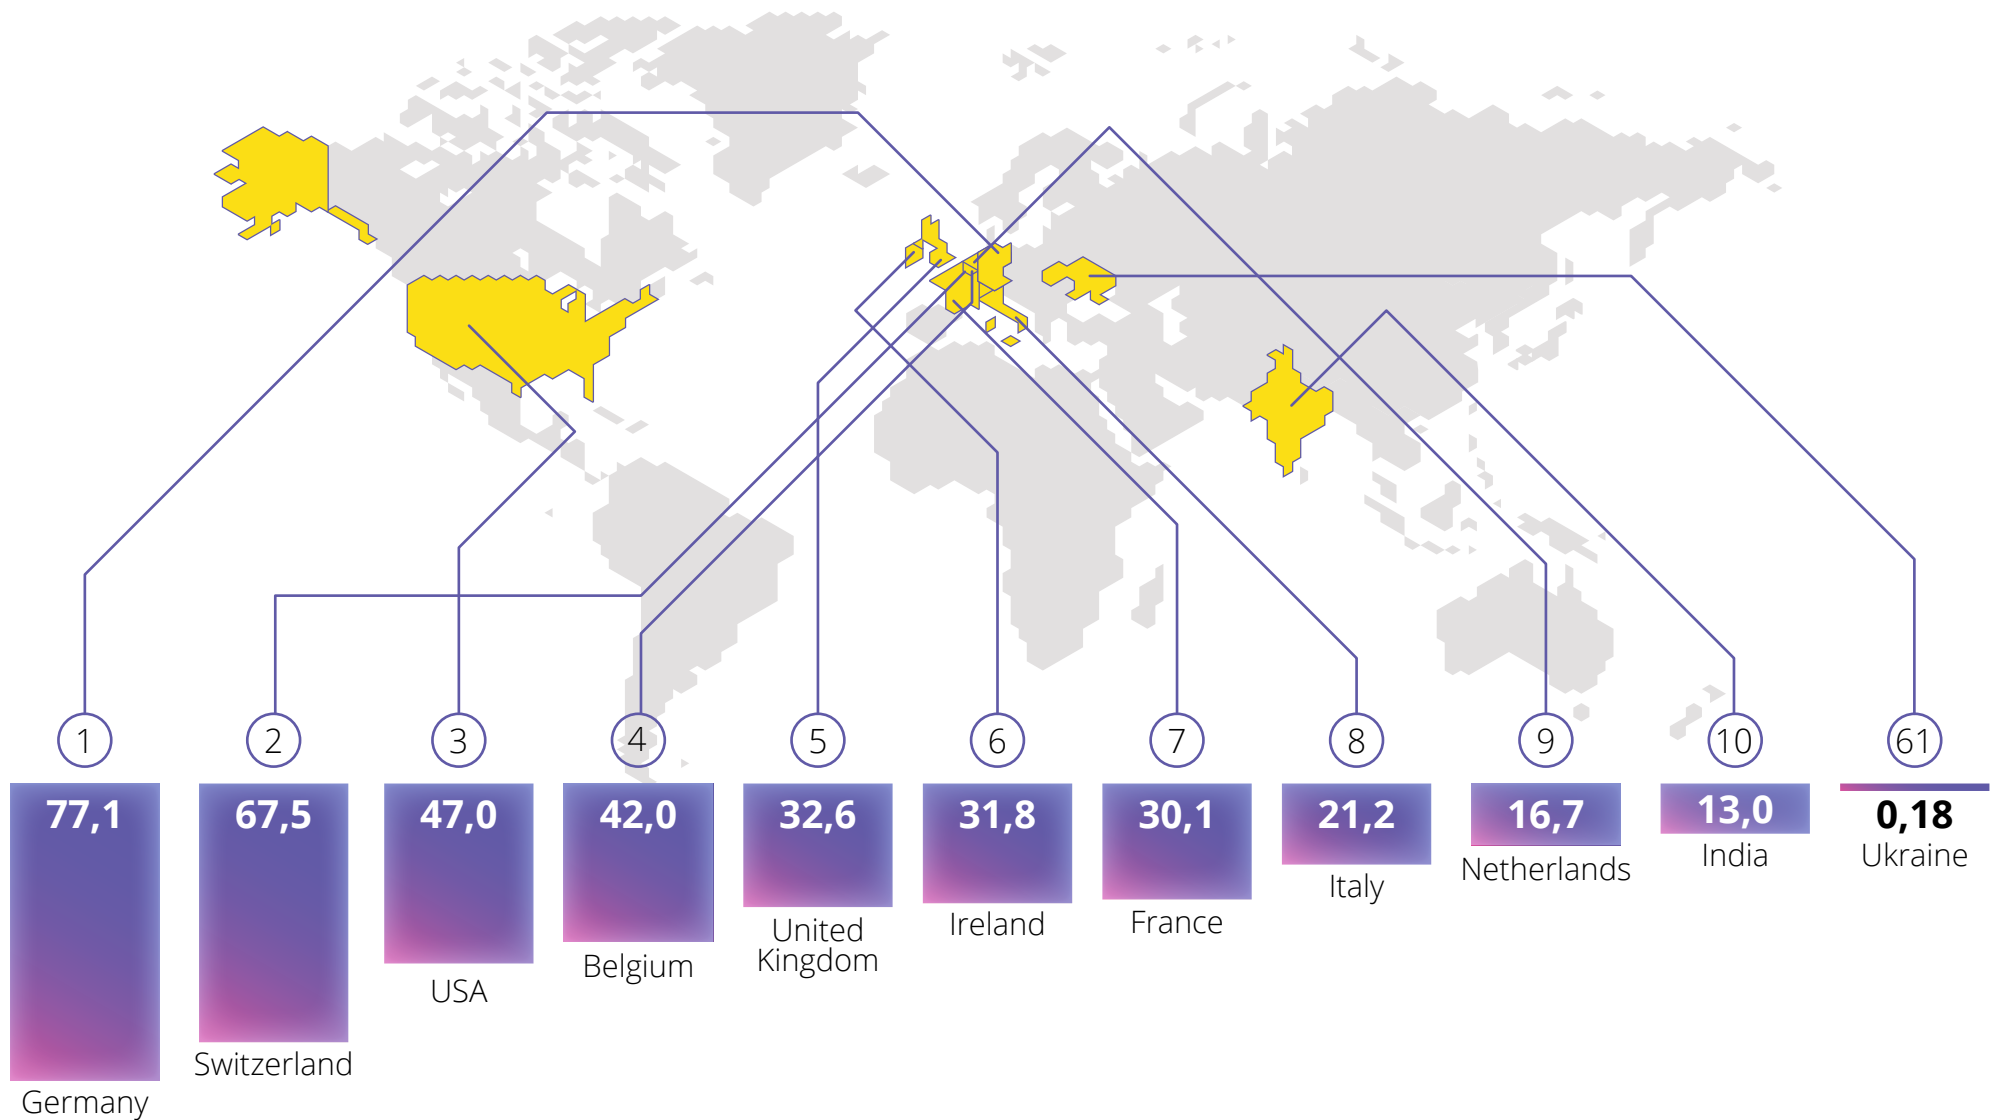 1
2
3
4
5
6
7
8
9
10
61
77,1
67,5
47,0
42,0
32,6
31,8
30,1
21,2
16,7
13,0
0,18
Germany
Switzerland
USA
Belgium
United
Kingdom
Ireland
France
Italy
Netherlands
India
Ukraine